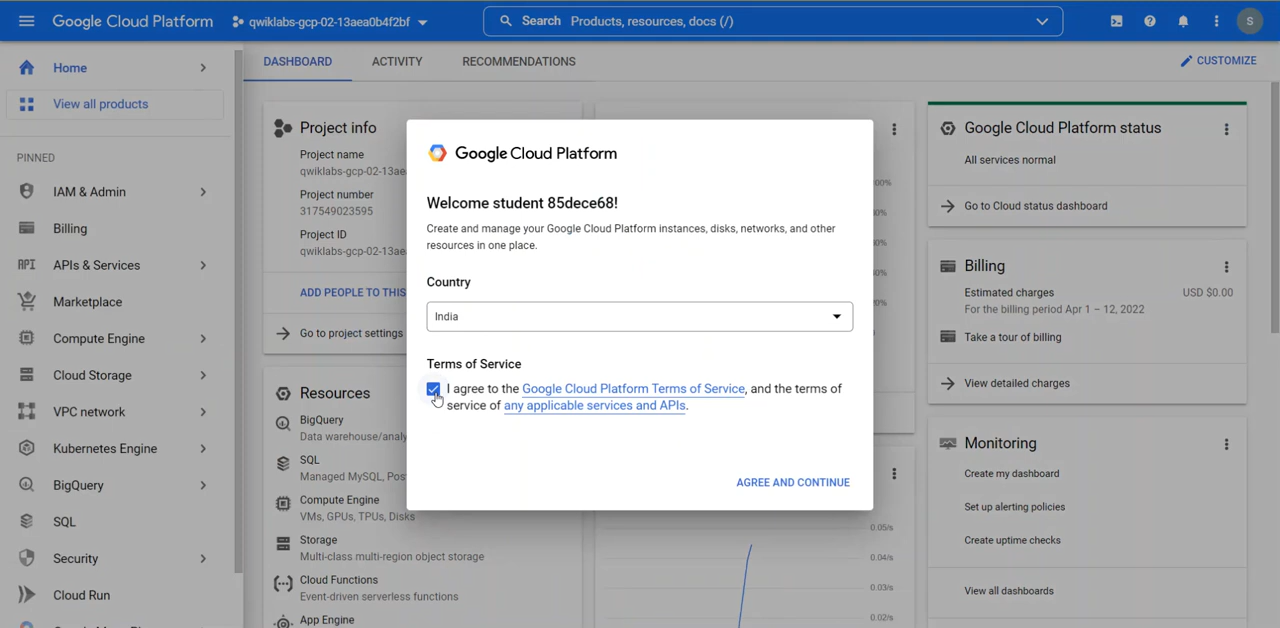 Google Cloud Platform
qwiklabs-gcp-02-13aea0b4f2bf
Search Products, resources, docs (/)
S
Home
View all products
PINNED
IAM & Admin
Billing
API APIs & Services
Marketplace
Compute Engine
Cloud Storage
VPC network
Kubernetes Engine
BigQuery
SQL
Security
Cloud Run
DASHBOARD
ACTIVITY
RECOMMENDATIONS
CUSTOMIZE
Project info
Project name
qwiklabs-gcp-02-13aea
Project number
317549023595
Project ID
qwiklabs-gcp-02-13aea
ADD PEOPLE TO THIS
Go to project settings
Resources
BigQuery
Data warehouse/analy
SQL
Managed MySQL, Pos
Compute Engine
VMs, GPUs, TPUs, Disks
Storage
Multi-class multi-region object storage
Cloud Functions
Event-driven serverless functions
App Engine
Google Cloud Platform
Welcome student 85dece68!
Create and manage your Google Cloud Platform instances, disks, networks, and other
resources in one place.
Country
India
Terms of Service
I agree to the Google Cloud Platform Terms of Service, and the terms of
service of any applicable services and APIs.
AGREE AND CONTINUE
0.05/s
0.04/s
0.03/s
0.02/s
Google Cloud Platform status
All services normal
Go to Cloud status dashboard
Billing
Estimated charges USD $0.00
For the billing period Apr 1 – 12, 2022
Take a tour of billing
View detailed charges
Monitoring
Create my dashboard
Set up alerting policies
Create uptime checks
View all dashboards